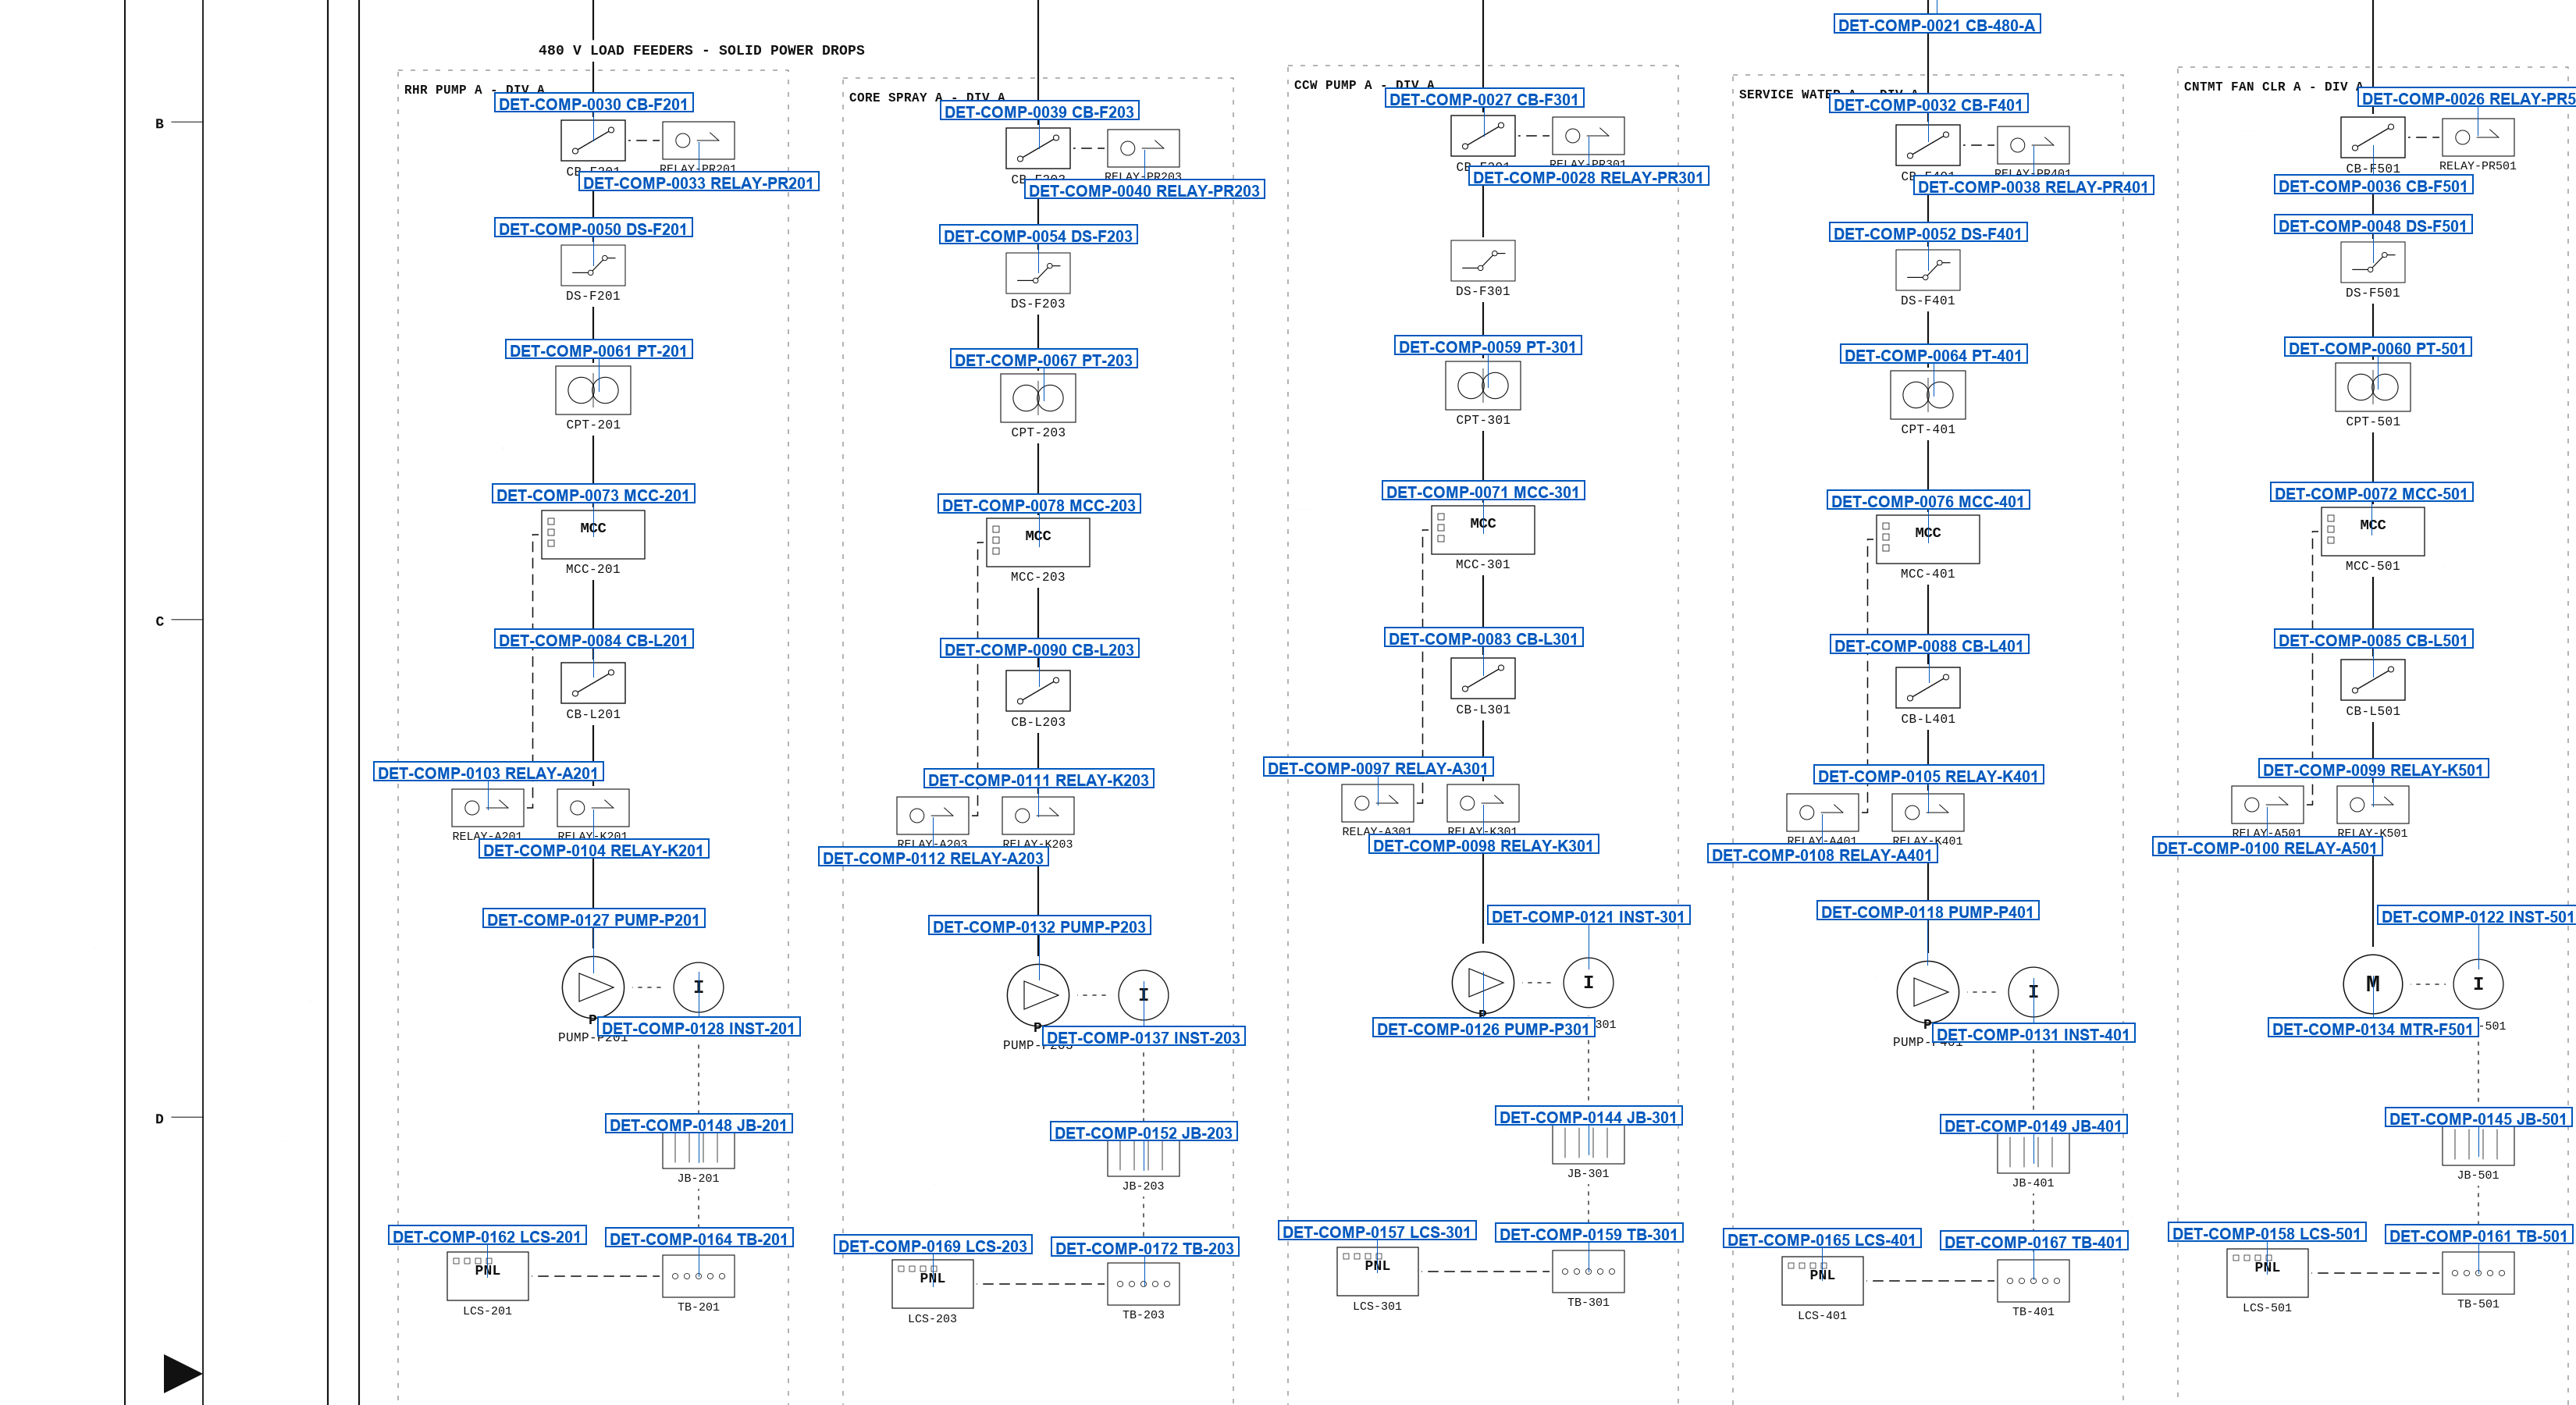 DET-COMP-0021 CB-480-A
480 V LOAD FEEDERS - SOLID POWER DROPS
B
C
D
RHR PUMP A - DIV A
DET-COMP-0030 CB-F201
DET-COMP-0033 RELAY-PR201
DET-COMP-0050 DS-F201
DS-F201
DET-COMP-0061 PT-201
CPT-201
DET-COMP-0073 MCC-201
MCC
MCC-201
DET-COMP-0084 CB-L201
CB-L201
DET-COMP-0103 RELAY-A201
RELAY-A201
RELAY-K201
DET-COMP-0104 RELAY-K201
DET-COMP-0127 PUMP-P201
I
P
DET-COMP-0128 INST-201
PUMP-P201
DET-COMP-0148 JB-201
JB-201
DET-COMP-0162 LCS-201
DET-COMP-0164 TB-201
PNL
LCS-201
TB-201
CORE SPRAY A - DIV A
DET-COMP-0039 CB-F203
RELAY-PR203
DET-COMP-0040 RELAY-PR203
DET-COMP-0054 DS-F203
DS-F203
DET-COMP-0067 PT-203
CPT-203
DET-COMP-0078 MCC-203
MCC
MCC-203
DET-COMP-0090 CB-L203
CB-L203
DET-COMP-0111 RELAY-K203
RELAY-A203
RELAY-K203
DET-COMP-0112 RELAY-A203
DET-COMP-0132 PUMP-P203
I
P
DET-COMP-0137 INST-203
PUMP-P203
DET-COMP-0152 JB-203
JB-203
DET-COMP-0169 LCS-203
DET-COMP-0172 TB-203
PNL
LCS-203
TB-203
CCW PUMP A - DIV A
DET-COMP-0027 CB-F301
RELAY-PR301
DET-COMP-0028 RELAY-PR301
DS-F301
DET-COMP-0059 PT-301
CPT-301
DET-COMP-0071 MCC-301
MCC
MCC-301
DET-COMP-0083 CB-L301
CB-L301
DET-COMP-0097 RELAY-A301
RELAY-A301
RELAY-K301
DET-COMP-0098 RELAY-K301
DET-COMP-0121 INST-301
I
P
DET-COMP-0126 PUMP-P301
301
DET-COMP-0144 JB-301
JB-301
DET-COMP-0157 LCS-301
DET-COMP-0159 TB-301
PNL
LCS-301
TB-301
SERVICE WATER A - DIV A
DET-COMP-0032 CB-F401
RELAY-PR401
DET-COMP-0038 RELAY-PR401
DET-COMP-0052 DS-F401
DS-F401
DET-COMP-0064 PT-401
CPT-401
DET-COMP-0076 MCC-401
MCC
MCC-401
DET-COMP-0088 CB-L401
CB-L401
DET-COMP-0105 RELAY-K401
RELAY-A401
RELAY-K401
DET-COMP-0108 RELAY-A401
DET-COMP-0118 PUMP-P401
I
P
DET-COMP-0131 INST-401
PUMP-P401
DET-COMP-0149 JB-401
JB-401
DET-COMP-0165 LCS-401
DET-COMP-0167 TB-401
PNL
LCS-401
TB-401
CNTMT FAN CLR A - DIV A
DET-COMP-0026 RELAY-PR5
CB-F501
RELAY-PR501
DET-COMP-0036 CB-F501
DET-COMP-0048 DS-F501
DS-F501
DET-COMP-0060 PT-501
CPT-501
DET-COMP-0072 MCC-501
MCC
MCC-501
DET-COMP-0085 CB-L501
CB-L501
DET-COMP-0099 RELAY-K501
RELAY-A501
RELAY-K501
DET-COMP-0100 RELAY-A501
DET-COMP-0122 INST-501
M
I
DET-COMP-0134 MTR-F501
-501
DET-COMP-0145 JB-501
JB-501
DET-COMP-0158 LCS-501
DET-COMP-0161 TB-501
PNL
LCS-501
TB-501